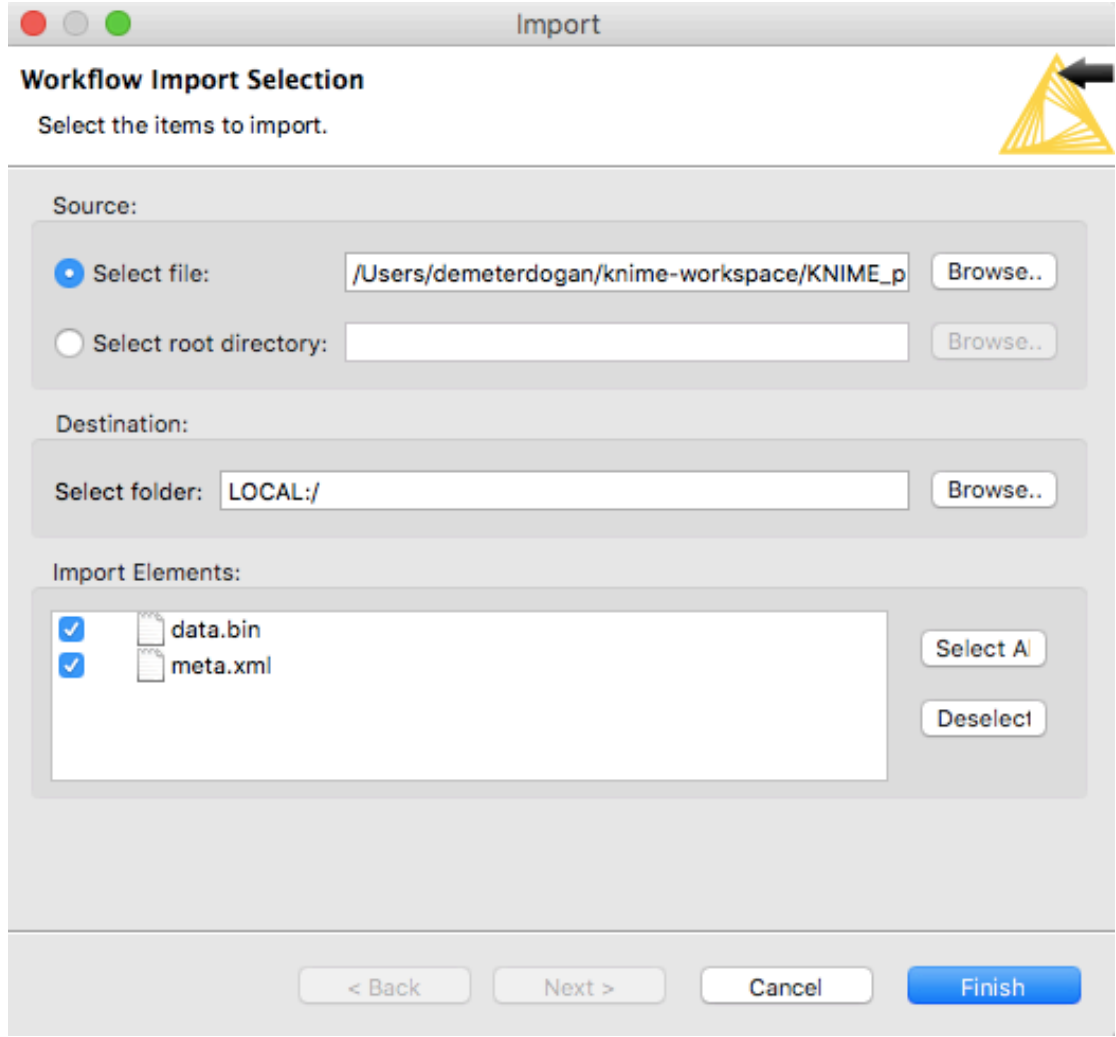 Import
Workflow Import Selection
Select the items to import.
Source:
Select file: /Users/demeterdogan/knime-workspace/KNIME_p Browse..
Select root directory: Browse..
Destination:
Select folder: LOCAL:/ Browse..
Import Elements:
data.bin
meta.xml
Select Al
Deselect
< Back Next > Cancel Finish